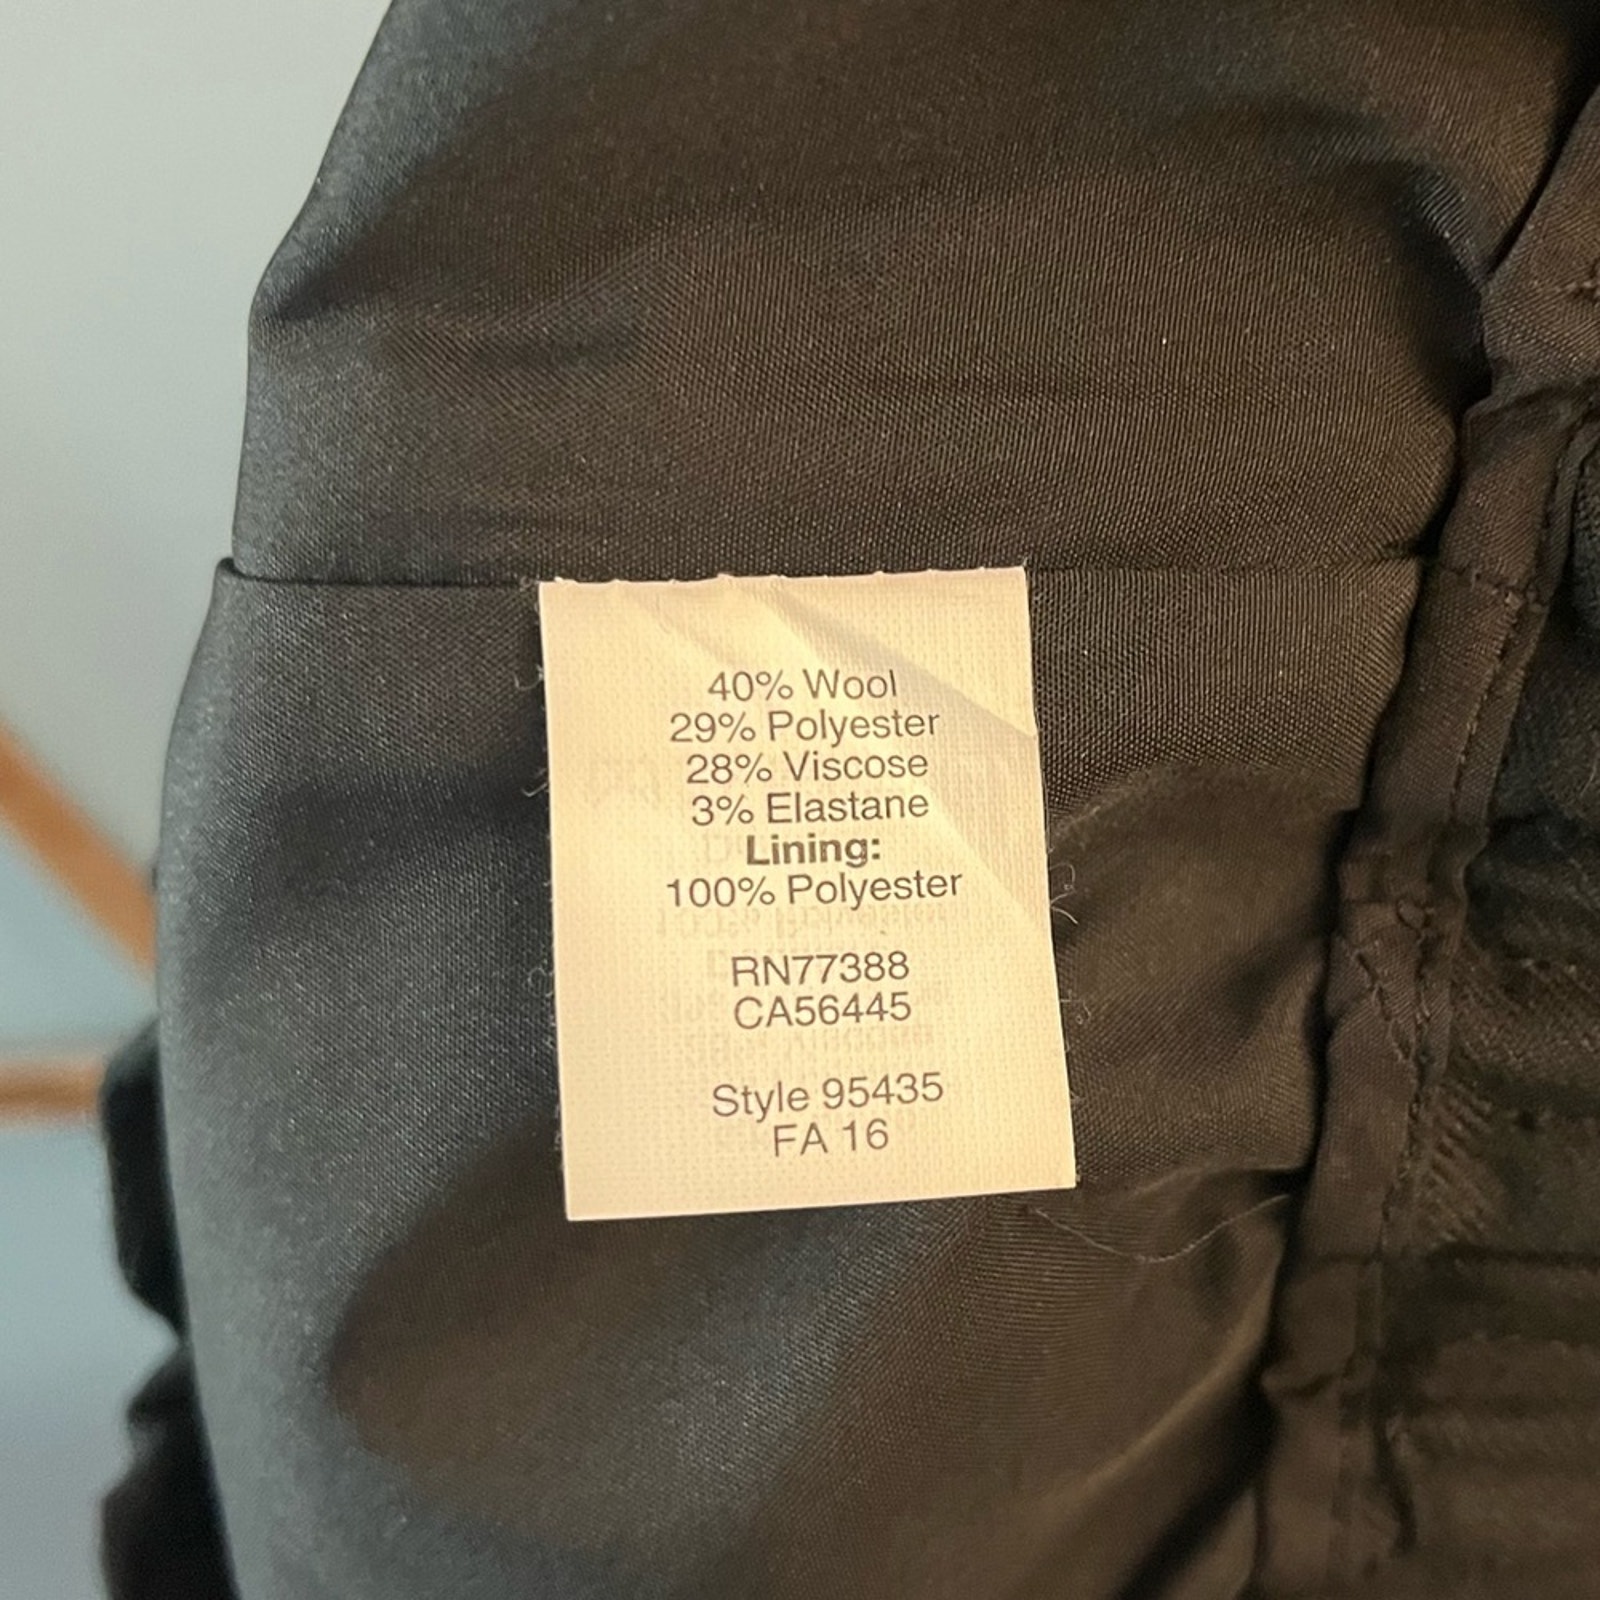 40% Wool
29% Polyester
28% Viscose
3% Elastane
Lining:
100% Polyester
RN77388
CA56445
Style 95435
FA 16